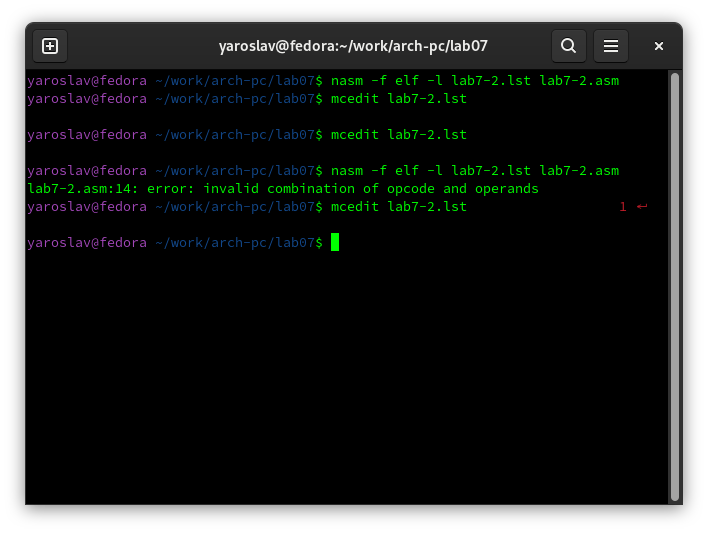 yaroslav@fedora:~/work/arch-pc/lab07
yaroslav@fedora ~/work/arch-pc/lab07$ nasm -f elf -l lab7-2.lst lab7-2.asm
yaroslav@fedora ~/work/arch-pc/lab07$ mcedit lab7-2.lst
yaroslav@fedora ~/work/arch-pc/lab07$ mcedit lab7-2.lst
yaroslav@fedora ~/work/arch-pc/lab07$ nasm -f elf -l lab7-2.lst lab7-2.asm
lab7-2.asm:14: error: invalid combination of opcode and operands
yaroslav@fedora ~/work/arch-pc/lab07$ mcedit lab7-2.lst 1 ↵
yaroslav@fedora ~/work/arch-pc/lab07$